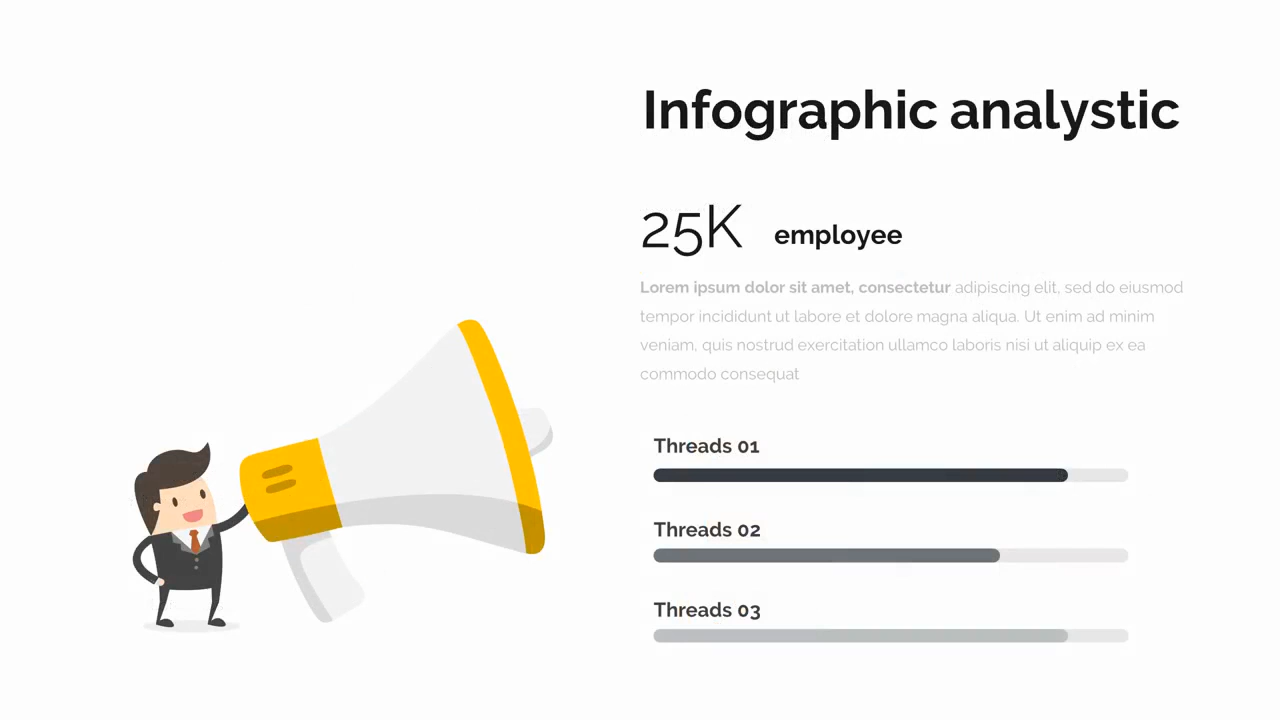 Infographic analystic
25K employee
Lorem ipsum dolor sit amet, consectetur adipiscing elit, sed do eiusmod
tempor incididunt ut labore et dolore magna aliqua. Ut enim ad minim
veniam, quis nostrud exercitation ullamco laboris nisi ut aliquip ex ea
commodo consequat
Threads 01
Threads 02
Threads 03